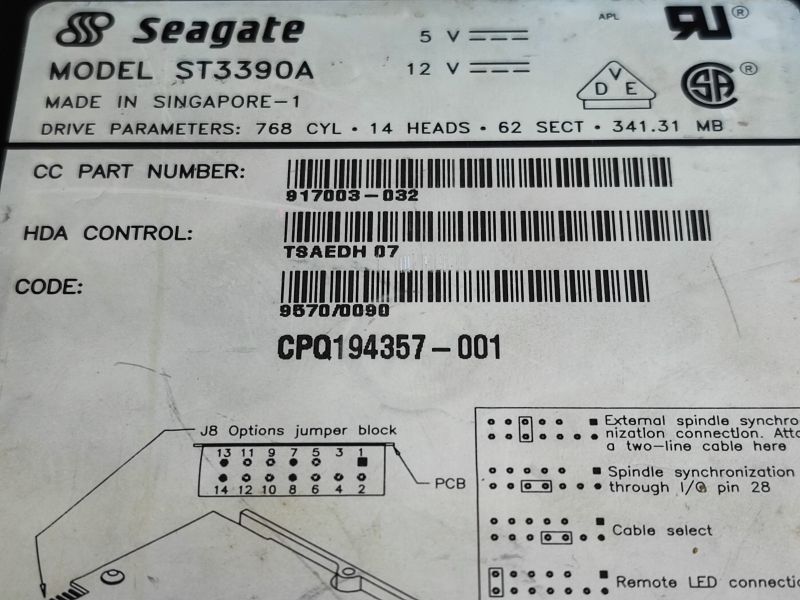 Seagate
5 V
APL
MODEL ST3390A
12 V
VDE
MADE IN SINGAPORE-1
DRIVE PARAMETERS: 768 CYL • 14 HEADS • 62 SECT • 341.31 MB
CC PART NUMBER:
917003-032
HDA CONTROL:
TSAEDH 07
CODE:
9570/0090
CPQ194357-001
J8 Options jumper block
13 11 9 7 5 1
14 12 10 8 6 4 2
PCB
External spindle synchro-
nization connection. Atta
a two-line cable here
Spindle synchronization
through I/O pin 28
Cable select
Remote LED connectio